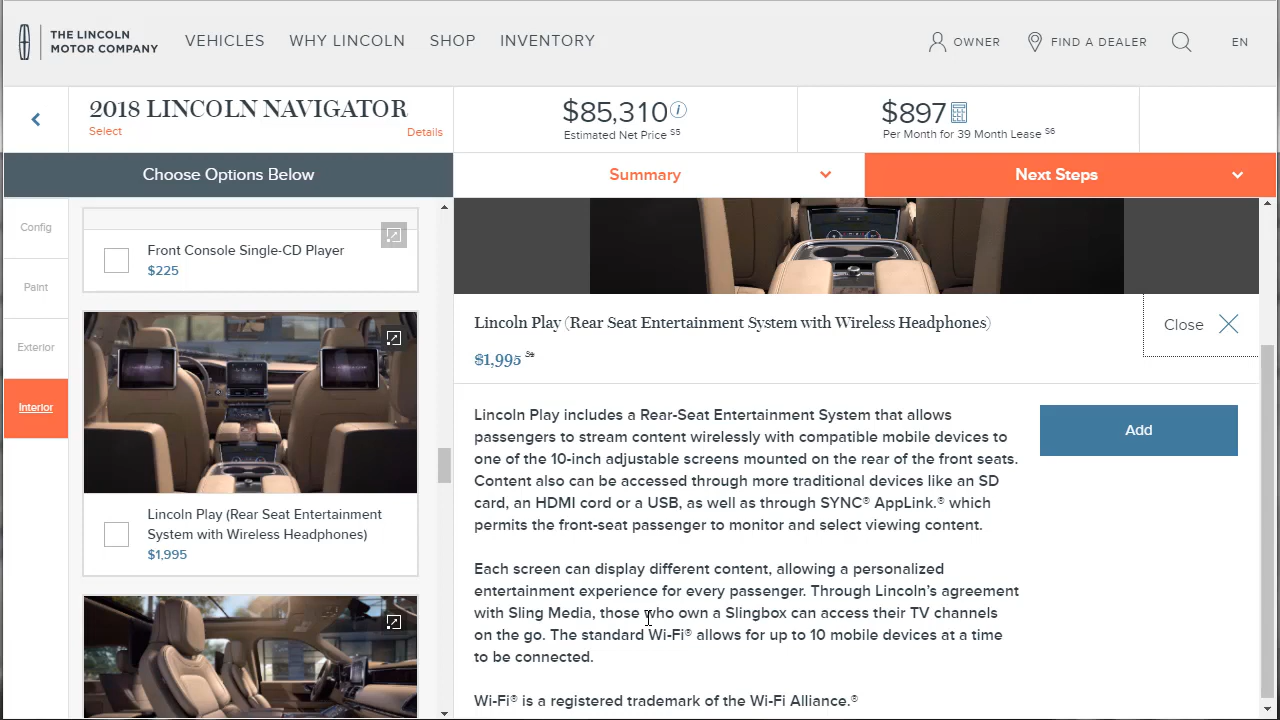 THE LINCOLN
MOTOR COMPANY
VEHICLES WHY LINCOLN SHOP INVENTORY
OWNER FIND A DEALER EN
2018 LINCOLN NAVIGATOR
Select Details
$85,310
Estimated Net Price S5
$897
Per Month for 39 Month Lease S6
Choose Options Below
Summary
Next Steps
Config
Paint
Exterior
Interior
Front Console Single-CD Player
$225
Lincoln Play (Rear Seat Entertainment
System with Wireless Headphones)
$1,995
Lincoln Play (Rear Seat Entertainment System with Wireless Headphones)
$1,995
Close
Add
Lincoln Play includes a Rear-Seat Entertainment System that allows
passengers to stream content wirelessly with compatible mobile devices to
one of the 10-inch adjustable screens mounted on the rear of the front seats.
Content also can be accessed through more traditional devices like an SD
card, an HDMI cord or a USB, as well as through SYNC® AppLink.® which
permits the front-seat passenger to monitor and select viewing content.
Each screen can display different content, allowing a personalized
entertainment experience for every passenger. Through Lincoln's agreement
with Sling Media, those who own a Slingbox can access their TV channels
on the go. The standard Wi-Fi® allows for up to 10 mobile devices at a time
to be connected.
Wi-Fi® is a registered trademark of the Wi-Fi Alliance.®